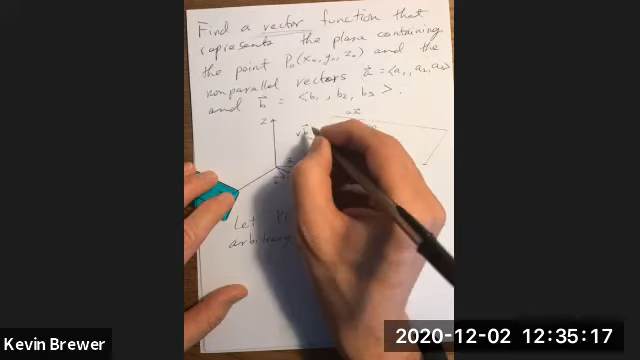 Find a vector function that
represents the plane containing
the point P₀(x₀, y₀, z₀) and the
nonparallel vectors a⃗ = <a₁, a₂, a₃>
and b⃗ = <b₁, b₂, b₃>.
z
Let
arbitrary
Kevin Brewer
2020-12-02 12:35:17